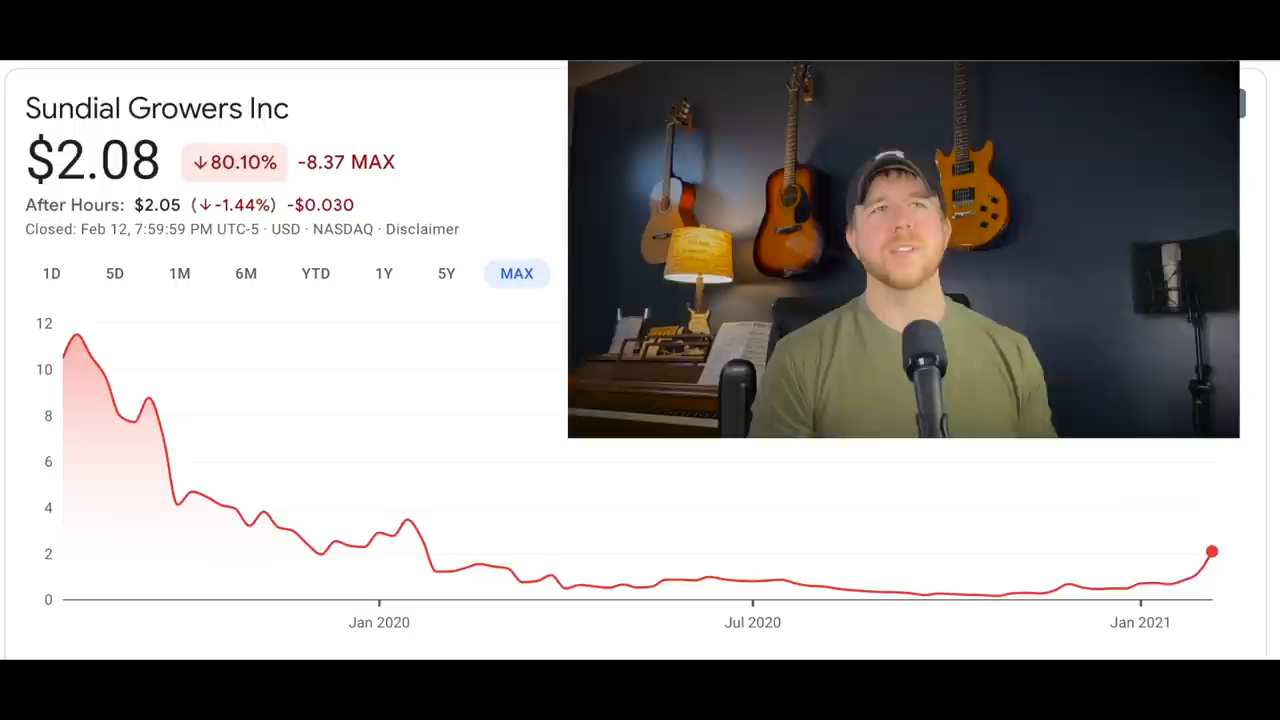 Sundial Growers Inc
$2.08 ↓80.10% -8.37 MAX
After Hours: $2.05 (↓-1.44%) -$0.030
Closed: Feb 12, 7:59:59 PM UTC-5 · USD · NASDAQ · Disclaimer
1D 5D 1M 6M YTD 1Y 5Y MAX
12
10
8
6
4
2
0
Jan 2020 Jul 2020 Jan 2021